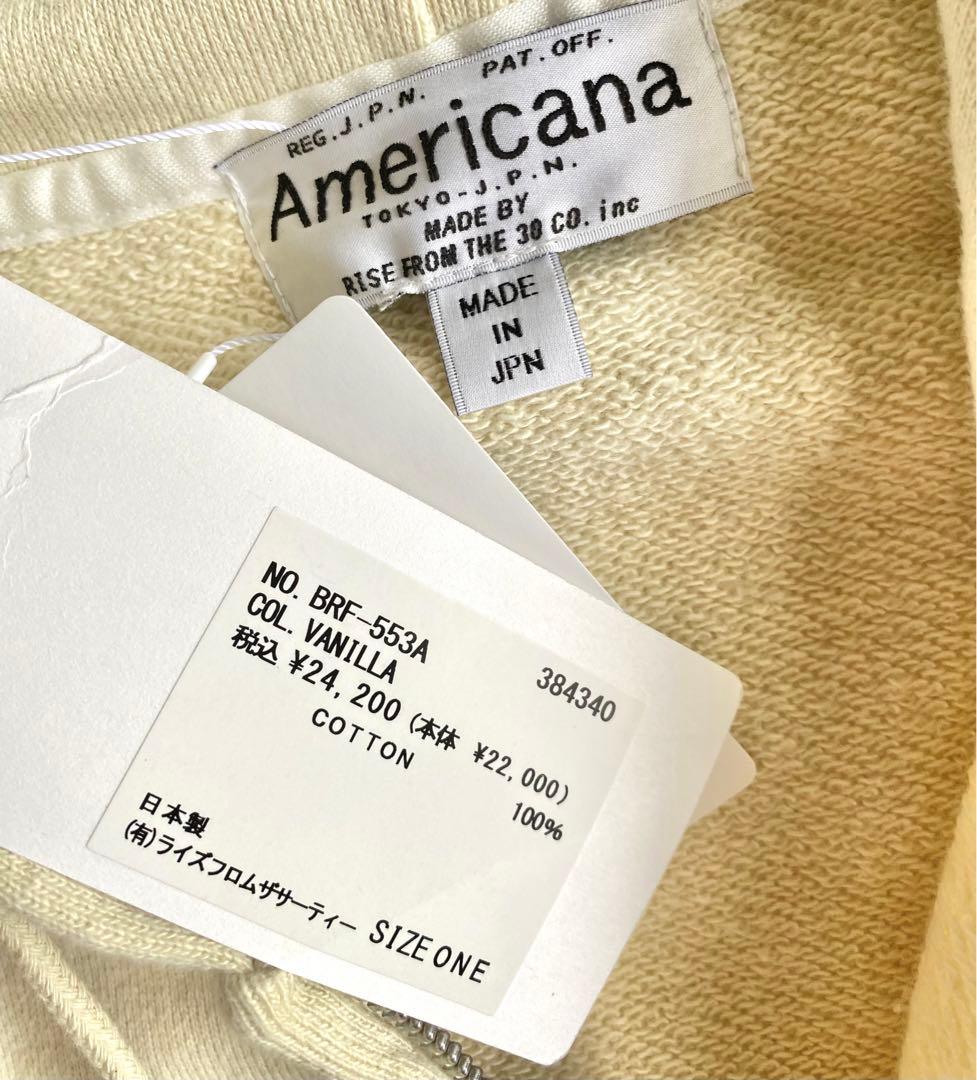 REG.J.P.N. PAT.OFF.
Americana
TOKYO-J.P.N.
MADE BY
RISE FROM THE 30 CO. inc
MADE
IN
JPN
NO. BRF-553A
COL. VANILLA 384340
税込 ¥24,200 (本体 ¥22,000)
COTTON 100%
日本製
(有)ライズフロムザサーティー SIZE ONE